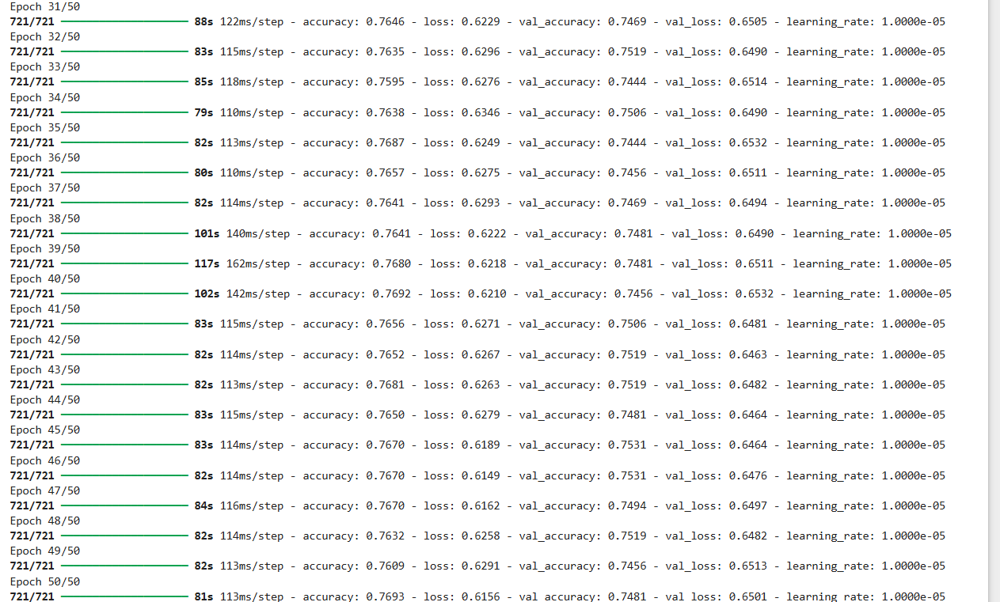 Epoch 31/50
721/721 ━━━━━━━━━━━━━━━━━━━━ 88s 122ms/step - accuracy: 0.7646 - loss: 0.6229 - val_accuracy: 0.7469 - val_loss: 0.6505 - learning_rate: 1.0000e-05
Epoch 32/50
721/721 ━━━━━━━━━━━━━━━━━━━━ 83s 115ms/step - accuracy: 0.7635 - loss: 0.6296 - val_accuracy: 0.7519 - val_loss: 0.6490 - learning_rate: 1.0000e-05
Epoch 33/50
721/721 ━━━━━━━━━━━━━━━━━━━━ 85s 118ms/step - accuracy: 0.7595 - loss: 0.6276 - val_accuracy: 0.7444 - val_loss: 0.6514 - learning_rate: 1.0000e-05
Epoch 34/50
721/721 ━━━━━━━━━━━━━━━━━━━━ 79s 110ms/step - accuracy: 0.7638 - loss: 0.6346 - val_accuracy: 0.7506 - val_loss: 0.6490 - learning_rate: 1.0000e-05
Epoch 35/50
721/721 ━━━━━━━━━━━━━━━━━━━━ 82s 113ms/step - accuracy: 0.7687 - loss: 0.6249 - val_accuracy: 0.7444 - val_loss: 0.6532 - learning_rate: 1.0000e-05
Epoch 36/50
721/721 ━━━━━━━━━━━━━━━━━━━━ 80s 110ms/step - accuracy: 0.7657 - loss: 0.6275 - val_accuracy: 0.7456 - val_loss: 0.6511 - learning_rate: 1.0000e-05
Epoch 37/50
721/721 ━━━━━━━━━━━━━━━━━━━━ 82s 114ms/step - accuracy: 0.7641 - loss: 0.6293 - val_accuracy: 0.7469 - val_loss: 0.6494 - learning_rate: 1.0000e-05
Epoch 38/50
721/721 ━━━━━━━━━━━━━━━━━━━━ 101s 140ms/step - accuracy: 0.7641 - loss: 0.6222 - val_accuracy: 0.7481 - val_loss: 0.6490 - learning_rate: 1.0000e-05
Epoch 39/50
721/721 ━━━━━━━━━━━━━━━━━━━━ 117s 162ms/step - accuracy: 0.7680 - loss: 0.6218 - val_accuracy: 0.7481 - val_loss: 0.6511 - learning_rate: 1.0000e-05
Epoch 40/50
721/721 ━━━━━━━━━━━━━━━━━━━━ 102s 142ms/step - accuracy: 0.7692 - loss: 0.6210 - val_accuracy: 0.7456 - val_loss: 0.6532 - learning_rate: 1.0000e-05
Epoch 41/50
721/721 ━━━━━━━━━━━━━━━━━━━━ 83s 115ms/step - accuracy: 0.7656 - loss: 0.6271 - val_accuracy: 0.7506 - val_loss: 0.6481 - learning_rate: 1.0000e-05
Epoch 42/50
721/721 ━━━━━━━━━━━━━━━━━━━━ 82s 114ms/step - accuracy: 0.7652 - loss: 0.6267 - val_accuracy: 0.7519 - val_loss: 0.6463 - learning_rate: 1.0000e-05
Epoch 43/50
721/721 ━━━━━━━━━━━━━━━━━━━━ 82s 113ms/step - accuracy: 0.7681 - loss: 0.6263 - val_accuracy: 0.7519 - val_loss: 0.6482 - learning_rate: 1.0000e-05
Epoch 44/50
721/721 ━━━━━━━━━━━━━━━━━━━━ 83s 115ms/step - accuracy: 0.7650 - loss: 0.6279 - val_accuracy: 0.7481 - val_loss: 0.6464 - learning_rate: 1.0000e-05
Epoch 45/50
721/721 ━━━━━━━━━━━━━━━━━━━━ 83s 114ms/step - accuracy: 0.7670 - loss: 0.6189 - val_accuracy: 0.7531 - val_loss: 0.6464 - learning_rate: 1.0000e-05
Epoch 46/50
721/721 ━━━━━━━━━━━━━━━━━━━━ 82s 114ms/step - accuracy: 0.7670 - loss: 0.6149 - val_accuracy: 0.7531 - val_loss: 0.6476 - learning_rate: 1.0000e-05
Epoch 47/50
721/721 ━━━━━━━━━━━━━━━━━━━━ 84s 116ms/step - accuracy: 0.7670 - loss: 0.6162 - val_accuracy: 0.7494 - val_loss: 0.6497 - learning_rate: 1.0000e-05
Epoch 48/50
721/721 ━━━━━━━━━━━━━━━━━━━━ 82s 114ms/step - accuracy: 0.7632 - loss: 0.6258 - val_accuracy: 0.7519 - val_loss: 0.6482 - learning_rate: 1.0000e-05
Epoch 49/50
721/721 ━━━━━━━━━━━━━━━━━━━━ 82s 113ms/step - accuracy: 0.7609 - loss: 0.6291 - val_accuracy: 0.7456 - val_loss: 0.6513 - learning_rate: 1.0000e-05
Epoch 50/50
721/721 ━━━━━━━━━━━━━━━━━━━━ 81s 113ms/step - accuracy: 0.7693 - loss: 0.6156 - val_accuracy: 0.7481 - val_loss: 0.6501 - learning_rate: 1.0000e-05